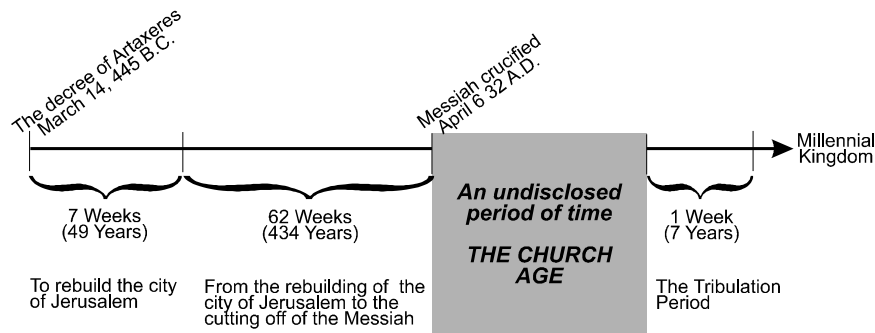 The decree of Artaxeres
March 14, 445 B.C.
Messiah crucified
April 6 32 A.D.
Millennial
Kingdom
7 Weeks
(49 Years)
62 Weeks
(434 Years)
An undisclosed
period of time
THE CHURCH
AGE
1 Week
(7 Years)
To rebuild the city
of Jerusalem
From the rebuilding of the
city of Jerusalem to the
cutting off of the Messiah
The Tribulation
Period